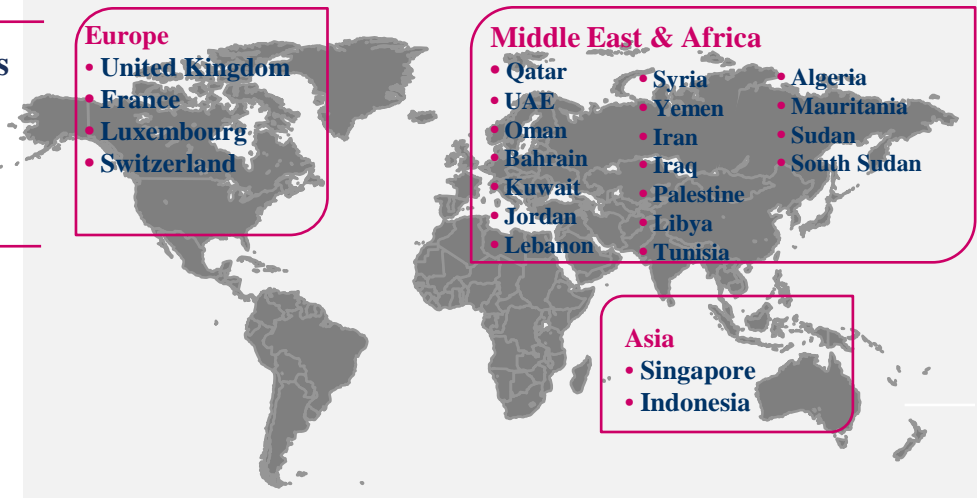 Europe
• United Kingdom
• France
• Luxembourg
• Switzerland
Middle East & Africa
• Qatar
• UAE
• Oman
• Bahrain
• Kuwait
• Jordan
• Lebanon
• Syria
• Yemen
• Iran
• Iraq
• Palestine
• Libya
• Tunisia
• Algeria
• Mauritania
• Sudan
• South Sudan
Asia
• Singapore
• Indonesia